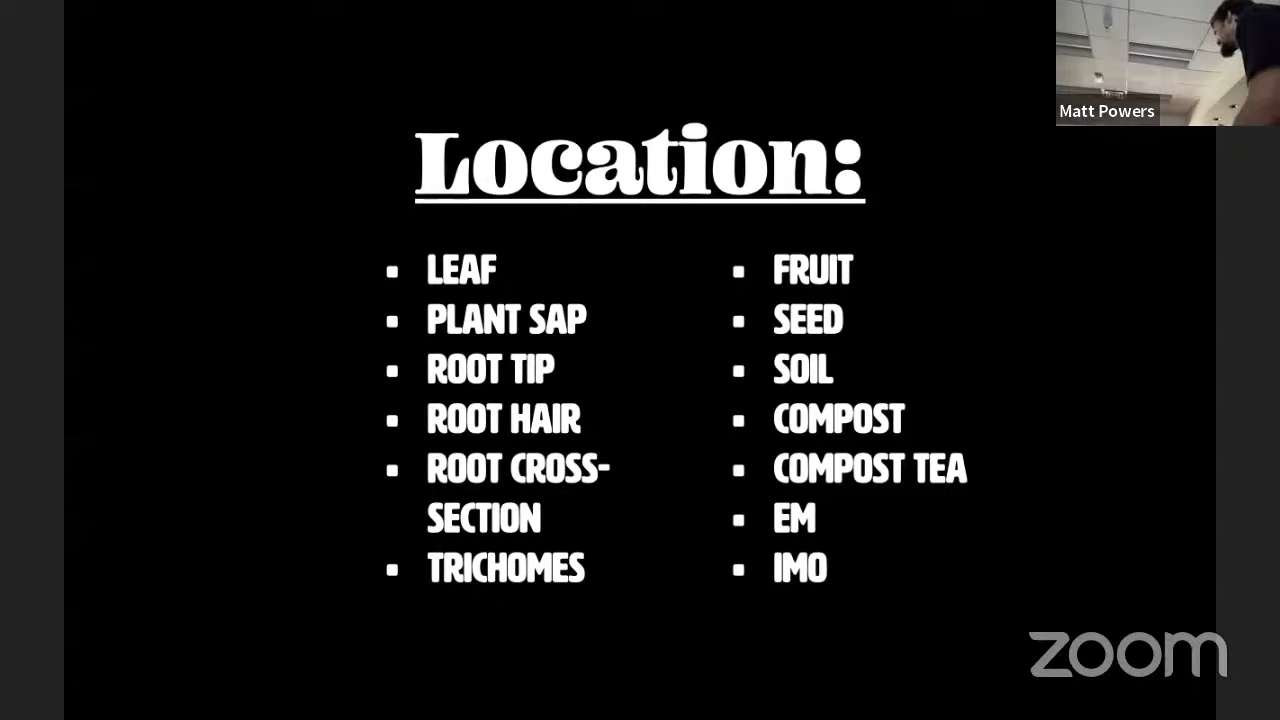 Matt Powers
Location:
LEAF
PLANT SAP
ROOT TIP
ROOT HAIR
ROOT CROSS-
SECTION
TRICHOMES
FRUIT
SEED
SOIL
COMPOST
COMPOST TEA
EM
IMO
zoom